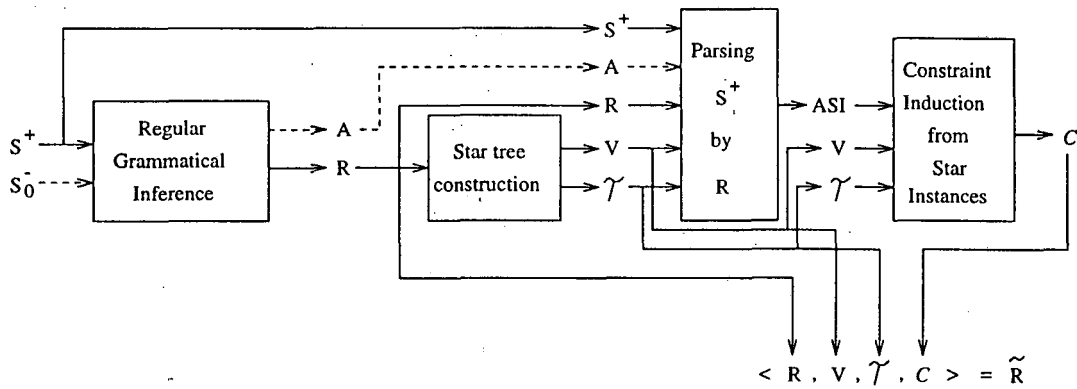 S⁺
S₀⁻
Regular
Grammatical
Inference
A
R
S⁺
A
R
V
𝒯
Star tree
construction
Parsing
S⁺
by
R
ASI
V
𝒯
Constraint
Induction
from
Star
Instances
C
< R , V , 𝒯 , C > = R̃